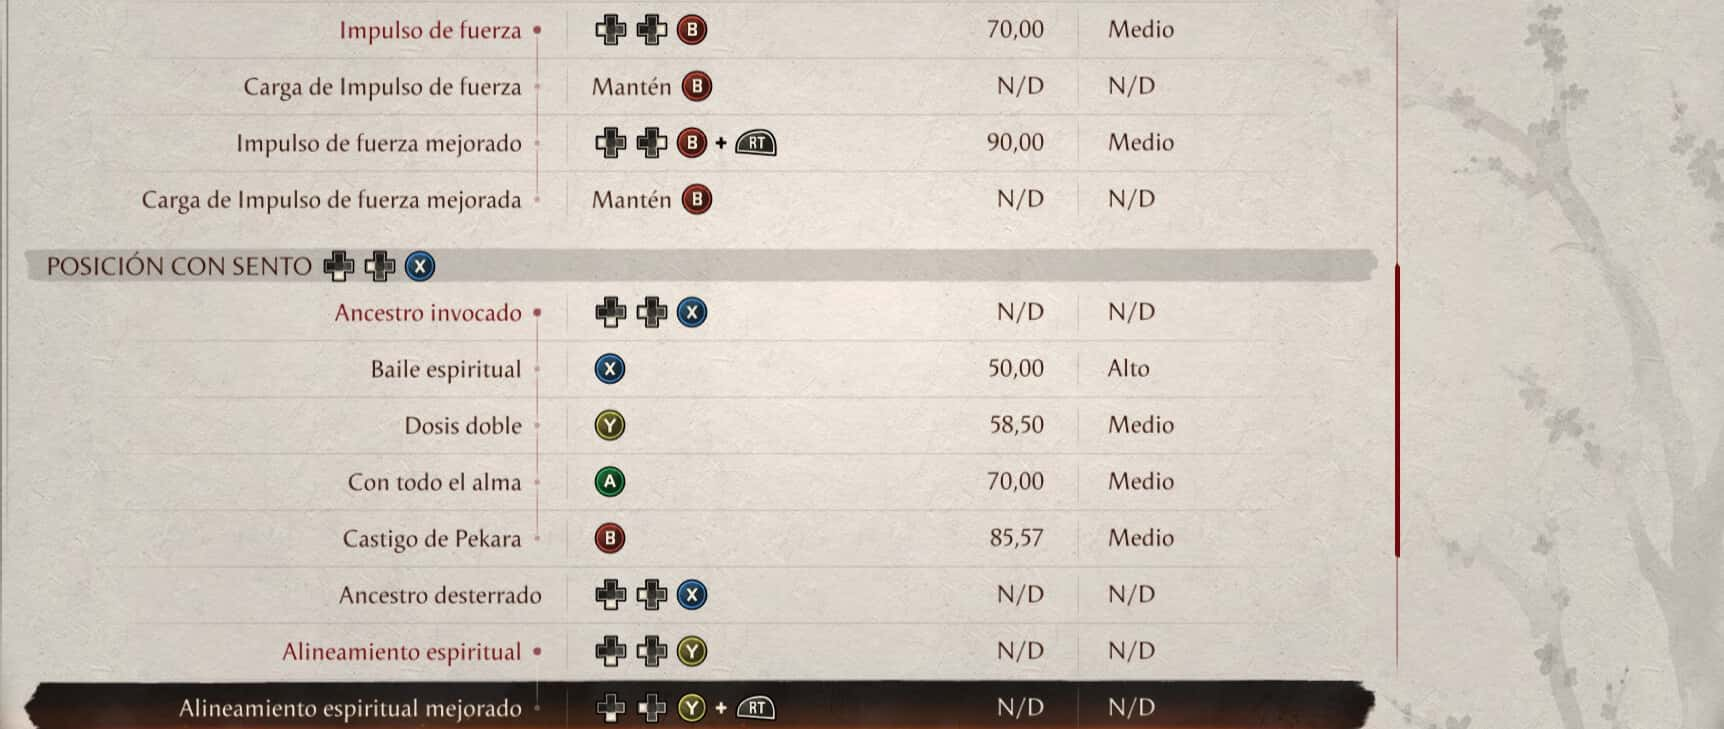 Impulso de fuerza B 70,00 Medio
Carga de Impulso de fuerza Mantén B N/D N/D
Impulso de fuerza mejorado B + RT 90,00 Medio
Carga de Impulso de fuerza mejorada Mantén B N/D N/D
POSICIÓN CON SENTO X
Ancestro invocado X N/D N/D
Baile espiritual X 50,00 Alto
Dosis doble Y 58,50 Medio
Con todo el alma A 70,00 Medio
Castigo de Pekara B 85,57 Medio
Ancestro desterrado X N/D N/D
Alineamiento espiritual Y N/D N/D
Alineamiento espiritual mejorado Y + RT N/D N/D